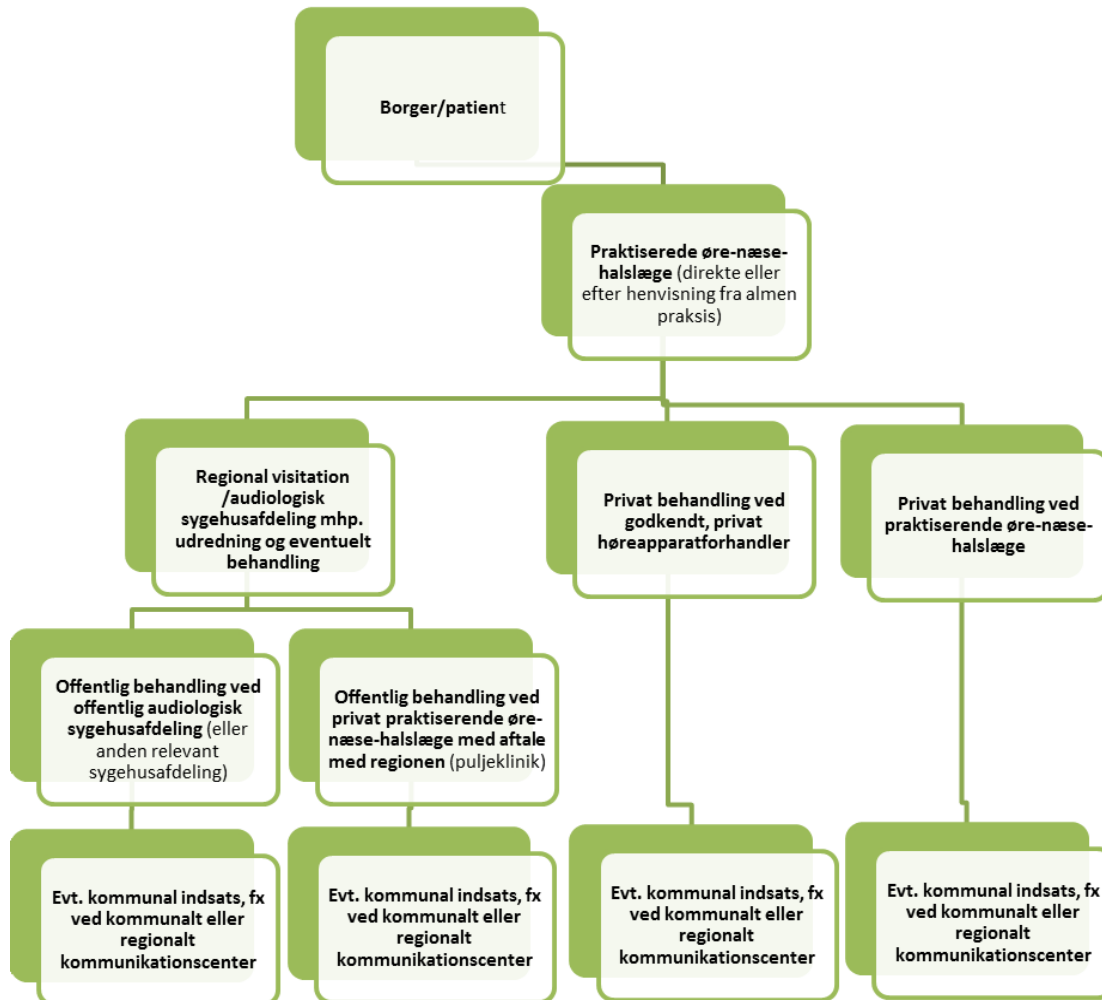 Borger/patient
Praktiserede øre-næse-
halslæge (direkte eller
efter henvisning fra almen
praksis)
Regional visitation
/audiologisk
sygehusafdeling mhp.
udredning og eventuelt
behandling
Privat behandling ved
godkendt, privat
høreapparatforhandler
Privat behandling ved
praktiserende øre-næse-
halslæge
Offentlig behandling ved
offentlig audiologisk
sygehusafdeling (eller
anden relevant
sygehusafdeling)
Offentlig behandling ved
privat praktiserende øre-
næse-halslæge med aftale
med regionen (puljeklinik)
Evt. kommunal indsats, fx
ved kommunalt eller
regionalt
kommunikationscenter
Evt. kommunal indsats, fx
ved kommunalt eller
regionalt
kommunikationscenter
Evt. kommunal indsats, fx
ved kommunalt eller
regionalt
kommunikationscenter
Evt. kommunal indsats, fx
ved kommunalt eller
regionalt
kommunikationscenter